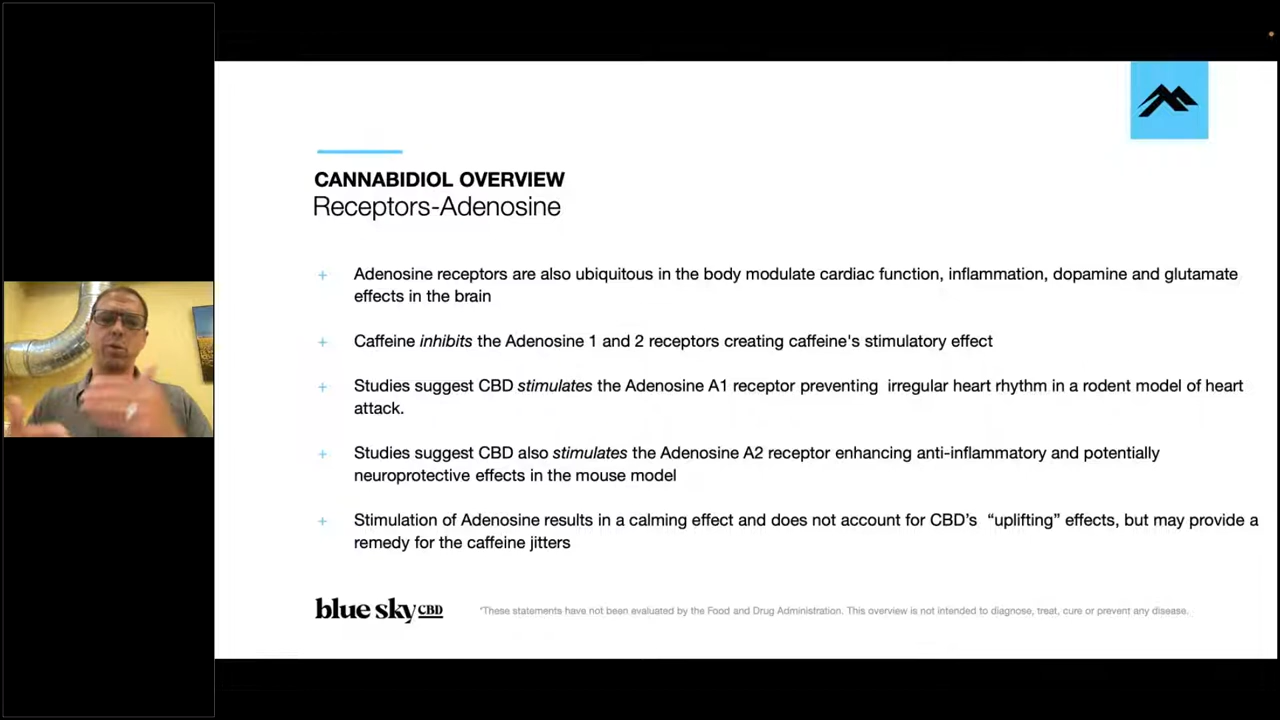 CANNABIDIOL OVERVIEW
Receptors-Adenosine
+ Adenosine receptors are also ubiquitous in the body modulate cardiac function, inflammation, dopamine and glutamate
effects in the brain
+ Caffeine inhibits the Adenosine 1 and 2 receptors creating caffeine's stimulatory effect
+ Studies suggest CBD stimulates the Adenosine A1 receptor preventing irregular heart rhythm in a rodent model of heart
attack.
+ Studies suggest CBD also stimulates the Adenosine A2 receptor enhancing anti-inflammatory and potentially
neuroprotective effects in the mouse model
+ Stimulation of Adenosine results in a calming effect and does not account for CBD’s “uplifting” effects, but may provide a
remedy for the caffeine jitters
blue sky CBD
*These statements have not been evaluated by the Food and Drug Administration. This overview is not intended to diagnose, treat, cure or prevent any disease.